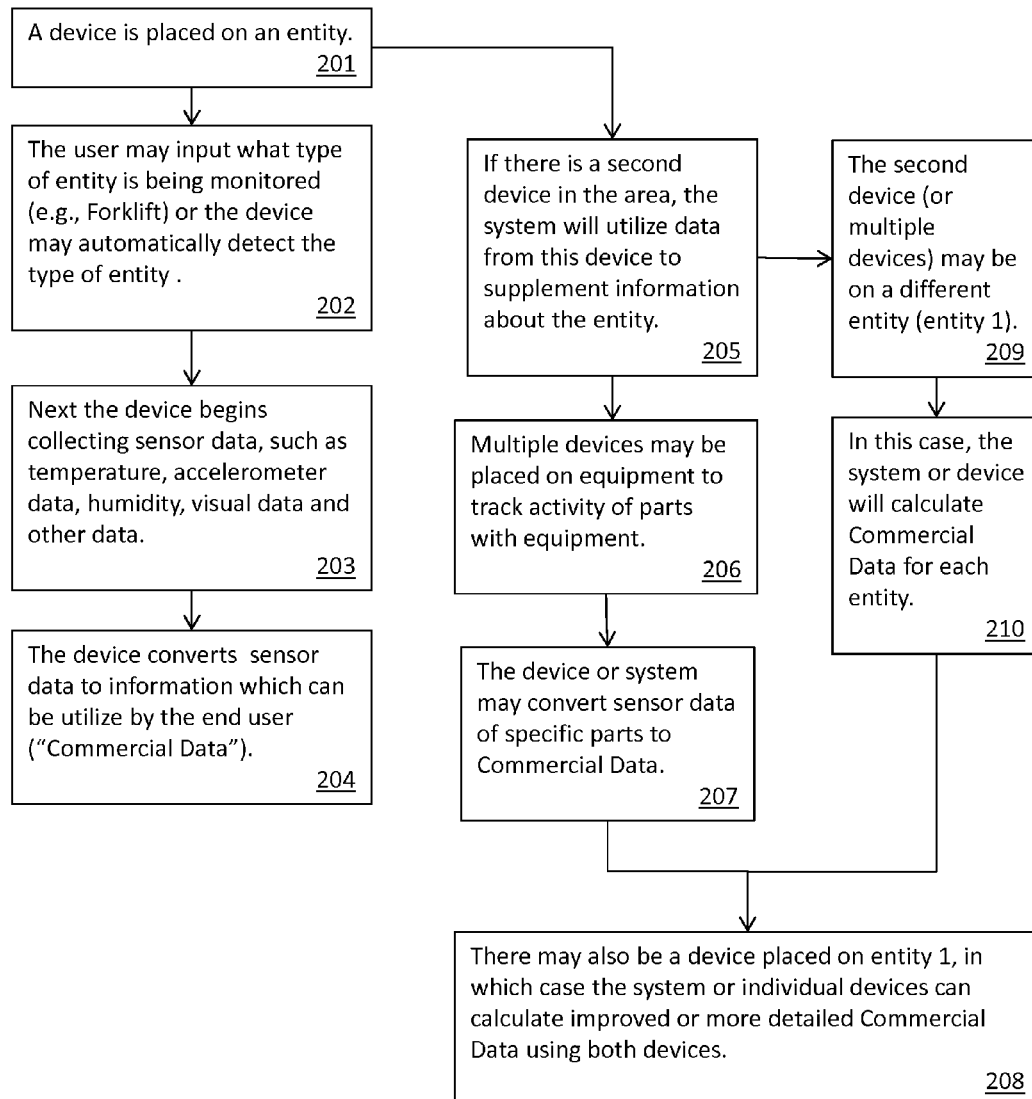 A device is placed on an entity.
201
The user may input what type
of entity is being monitored
(e.g., Forklift) or the device
may automatically detect the
type of entity .
202
Next the device begins
collecting sensor data, such as
temperature, accelerometer
data, humidity, visual data and
other data.
203
The device converts  sensor
data to information which can
be utilize by the end user
(“Commercial Data”).
204
If there is a second
device in the area, the
system will utilize data
from this device to
supplement information
about the entity.
205
Multiple devices may be
placed on equipment to
track activity of parts
with equipment.
206
The device or system
may convert sensor data
of specific parts to
Commercial Data.
207
The second
device (or
multiple
devices) may be
on a different
entity (entity 1).
209
In this case, the
system or device
will calculate
Commercial
Data for each
entity.
210
There may also be a device placed on entity 1, in
which case the system or individual devices can
calculate improved or more detailed Commercial
Data using both devices.
208